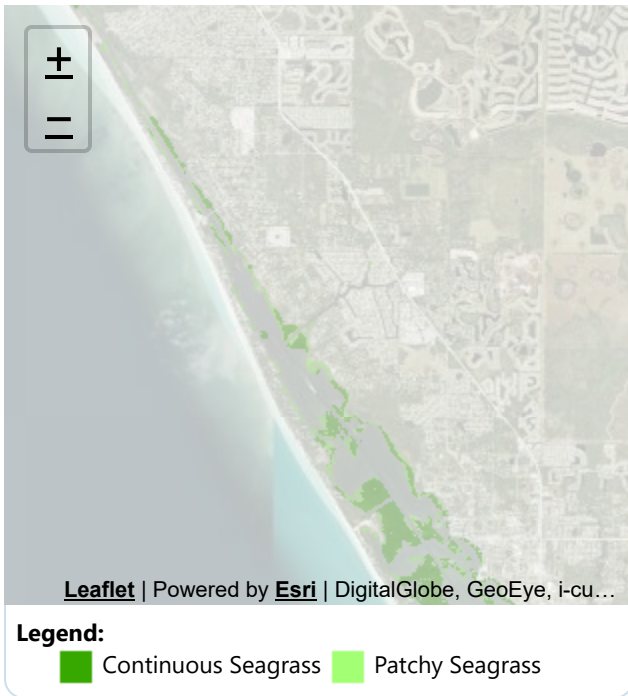 +
−
Leaflet | Powered by Esri | DigitalGlobe, GeoEye, i-cu…
Legend:
Continuous Seagrass Patchy Seagrass